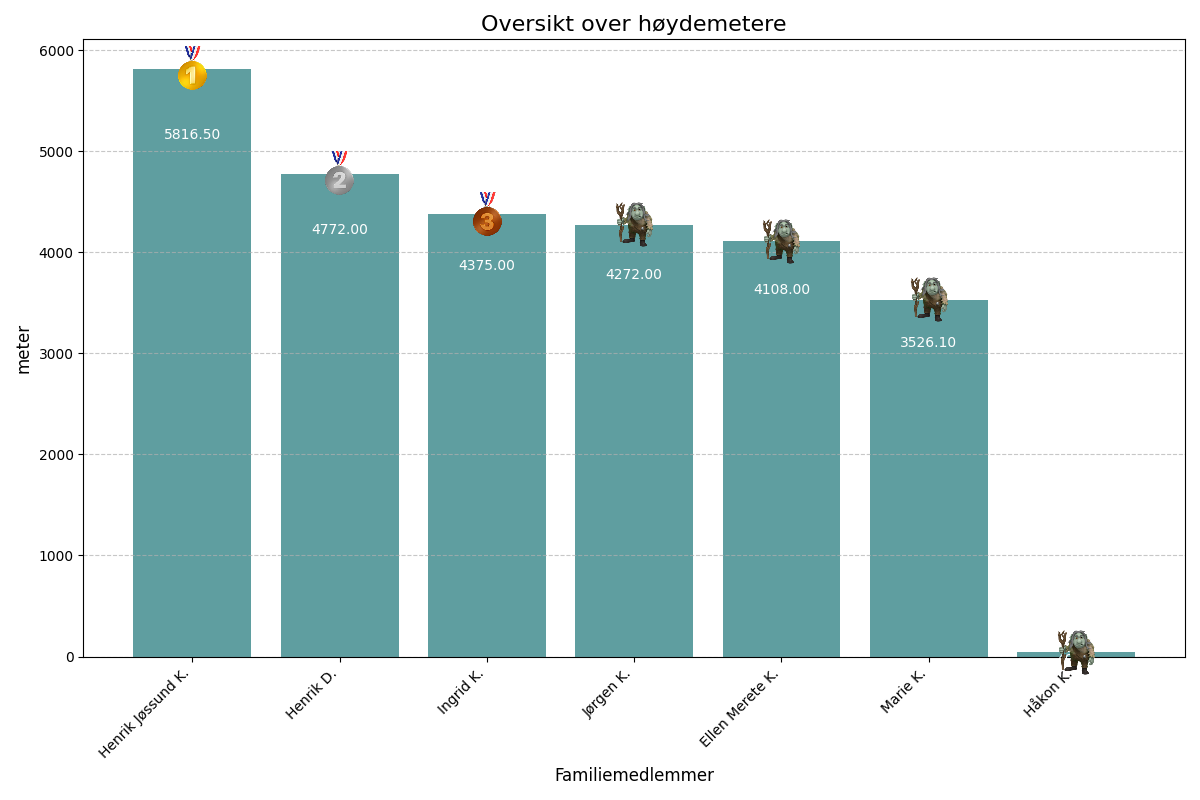 Oversikt over høydemetere
meter
6000
5000
4000
3000
2000
1000
0
1
2
3
5816.50
4772.00
4375.00
4272.00
4108.00
3526.10
Henrik Jøssund K.
Henrik D.
Ingrid K.
Jørgen K.
Ellen Merete K.
Marie K.
Håkon K.
Familiemedlemmer